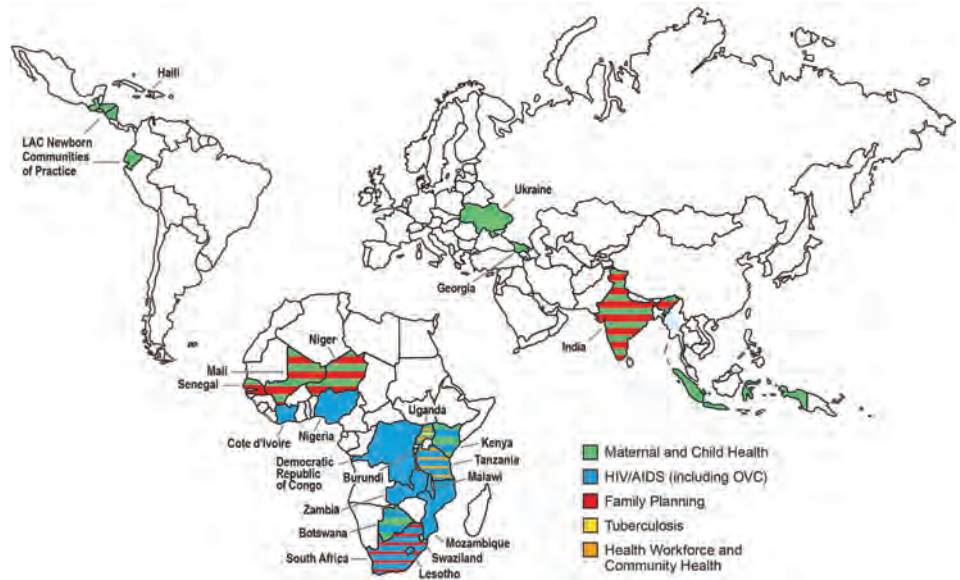 Haili
LAC Newborn
Communities
of Practice
Ukraine
Georgia
India
Niger
Mali
Senegal
Uganda
Cote d'Ivoire
Nigeria
Kenya
Democratic
Republic
of Congo
Burundi
Tanzania
Malawi
Zambia
Botswana
Mozambique
South Africa
Swaziland
Lesotho
Maternal and Child Health
HIV/AIDS (including OVC)
Family Planning
Tuberculosis
Health Workforce and
Community Health